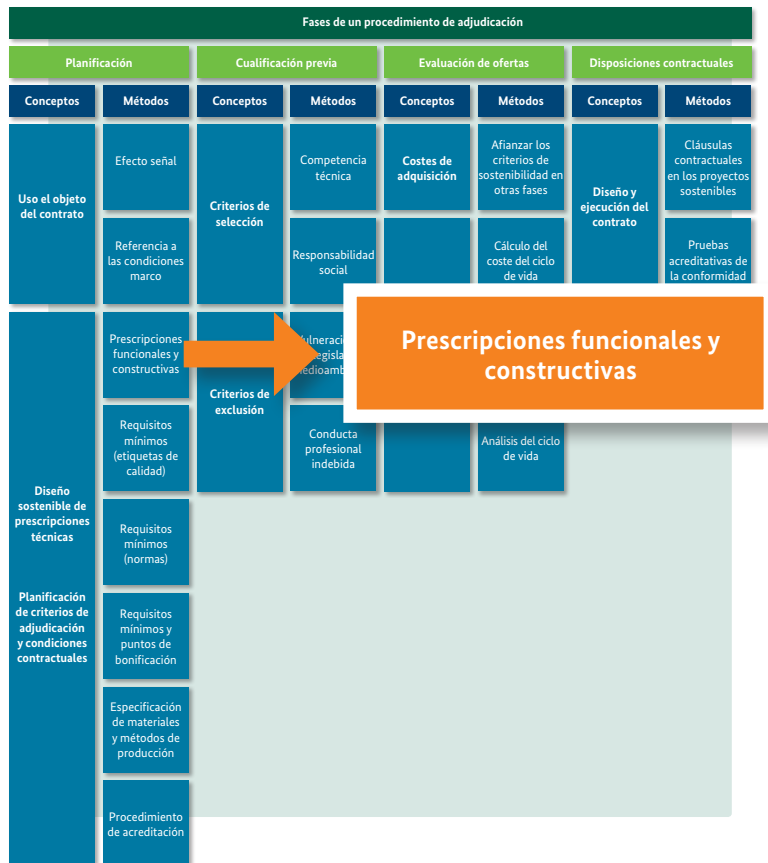 Fases de un procedimiento de adjudicación
Planificación
Cualificación previa
Evaluación de ofertas
Disposiciones contractuales
Conceptos
Métodos
Conceptos
Métodos
Conceptos
Métodos
Conceptos
Métodos
Uso el objeto
del contrato
Efecto señal
Referencia a
las condiciones
marco
Criterios de
selección
Competencia
técnica
Responsabilidad
social
Costes de
adquisición
Afianzar los
criterios de
sostenibilidad en
otras fases
Cálculo del
coste del ciclo
de vida
Diseño y
ejecución del
contrato
Cláusulas
contractuales
en los proyectos
sostenibles
Pruebas
acreditativas de
la conformidad
Diseño
sostenible de
prescripciones
técnicas
Planificación
de criterios de
adjudicación
y condiciones
contractuales
Prescripciones
funcionales y
constructivas
Requisitos
mínimos
(etiquetas de
calidad)
Requisitos
mínimos
(normas)
Requisitos
mínimos y
puntos de
bonificación
Especificación
de materiales
y métodos de
producción
Procedimiento
de acreditación
Criterios de
exclusión
Conducta
profesional
indebida
Análisis del ciclo
de vida
Prescripciones funcionales y
constructivas